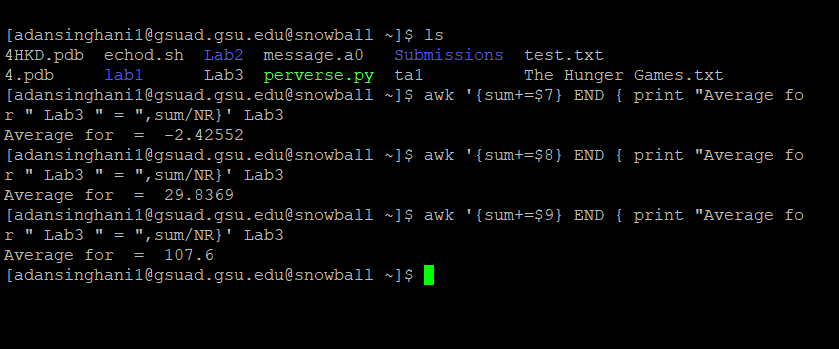 [adansinghani1@gsuad.gsu.edu@snowball ~]$ ls
4HKD.pdb  echod.sh  Lab2  message.a0   Submissions  test.txt
4.pdb     lab1      Lab3  perverse.py  ta1          The Hunger Games.txt
[adansinghani1@gsuad.gsu.edu@snowball ~]$ awk '{sum+=$7} END { print "Average fo
r " Lab3 " = ",sum/NR}' Lab3
Average for  =  -2.42552
[adansinghani1@gsuad.gsu.edu@snowball ~]$ awk '{sum+=$8} END { print "Average fo
r " Lab3 " = ",sum/NR}' Lab3
Average for  =  29.8369
[adansinghani1@gsuad.gsu.edu@snowball ~]$ awk '{sum+=$9} END { print "Average fo
r " Lab3 " = ",sum/NR}' Lab3
Average for  =  107.6
[adansinghani1@gsuad.gsu.edu@snowball ~]$